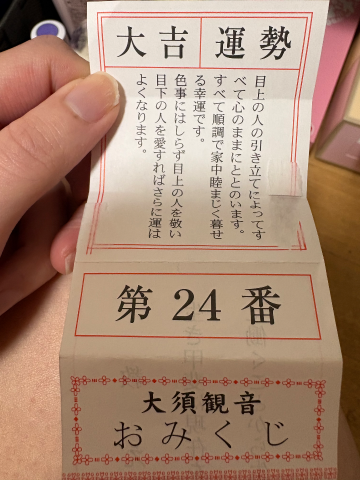 大吉 運勢
目上の人の引き立てによってす
べて心のままにととのいます。
すべて順調で家中睦まじく暮せ
る幸運です。
色事にはしらず目上の人を敬い
目下の人を愛すればさらに運は
よくなります。
第24番
大須観音
おみくじ